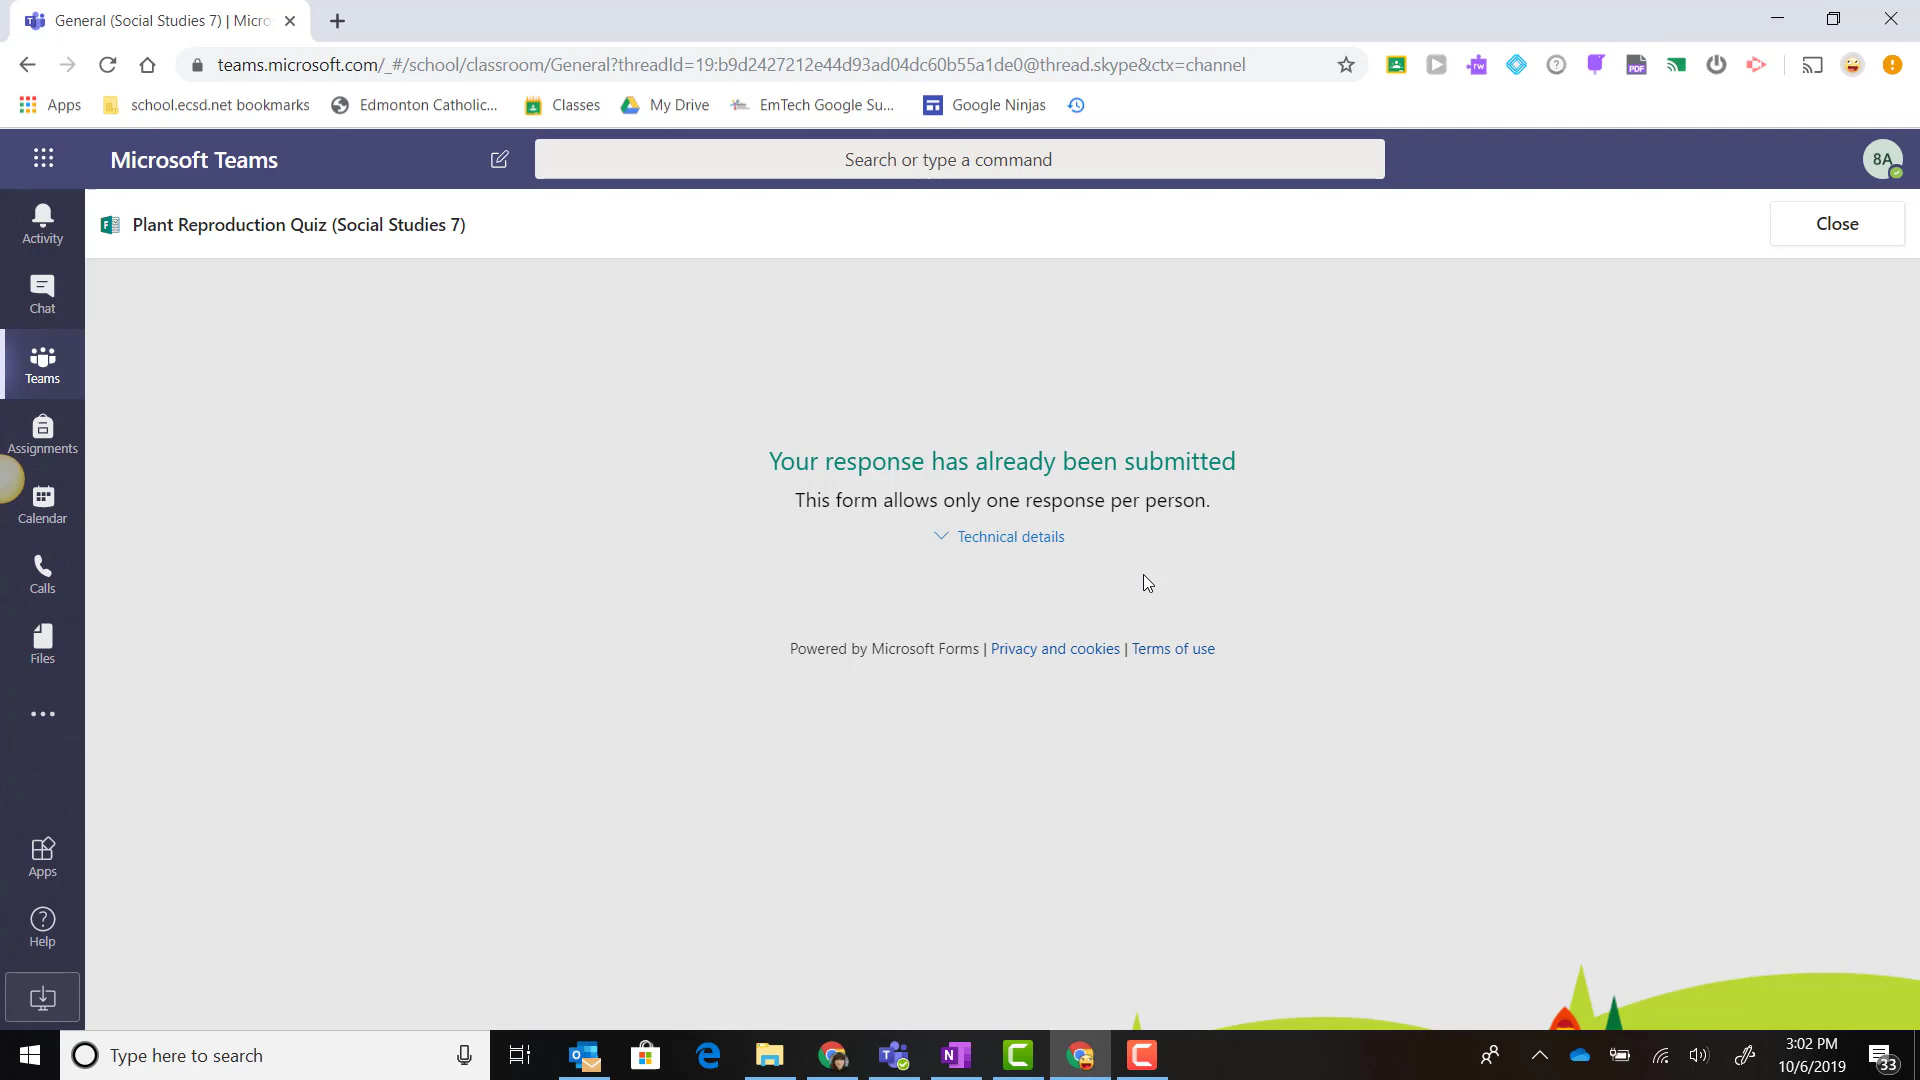 General (Social Studies 7) | Micro
teams.microsoft.com/_#/school/classroom/General?threadId=19:b9d2427212e44d93ad04dc60b55a1de0@thread.skype&ctx=channel
Apps school.ecsd.net bookmarks Edmonton Catholic... Classes My Drive EmTech Google Su... Google Ninjas
Microsoft Teams Search or type a command 8A
Plant Reproduction Quiz (Social Studies 7) Close
Activity
Chat
Teams
Assignments
Calendar
Calls
Files
Apps
Help
Your response has already been submitted
This form allows only one response per person.
Technical details
Powered by Microsoft Forms | Privacy and cookies | Terms of use
Type here to search
3:02 PM
10/6/2019
33